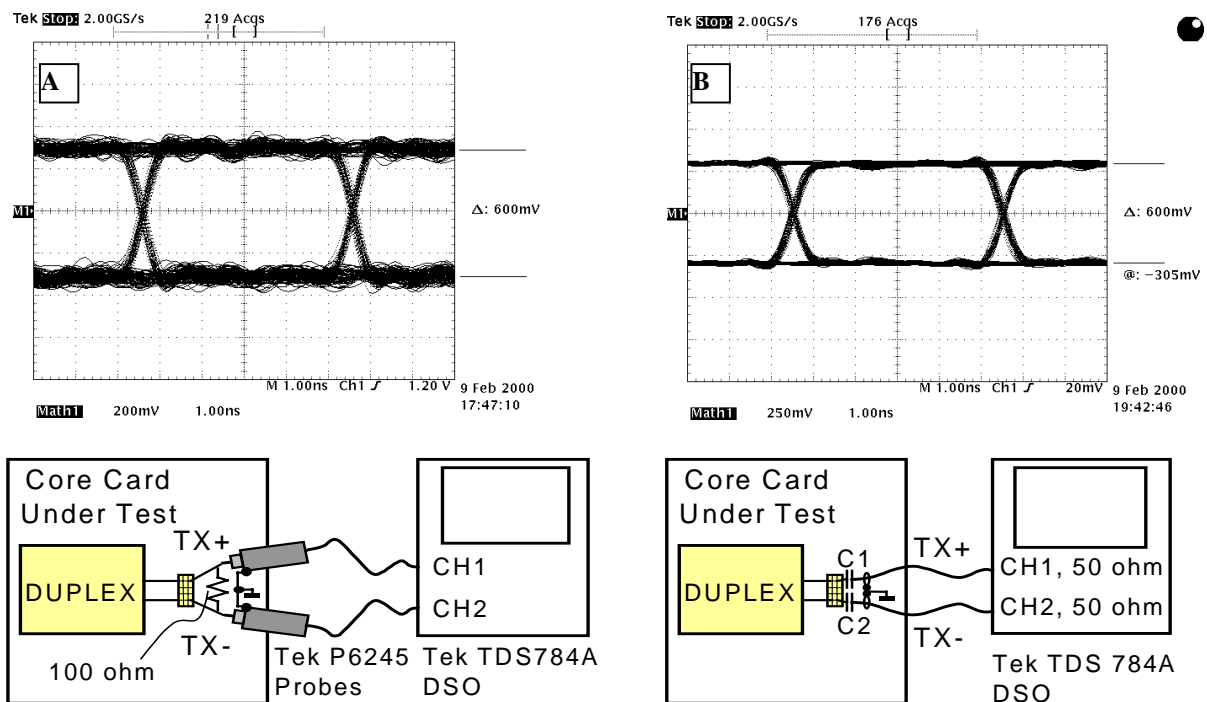 Tek Stop: 2.00GS/s 219 Acqs
A
M1
Δ: 600mV
M 1.00ns Ch1 ʃ 1.20 V
9 Feb 2000
17:47:10
Math1 200mV 1.00ns
Tek Stop: 2.00GS/s 176 Acqs
B
M1
Δ: 600mV
@: −305mV
M 1.00ns Ch1 ʃ 20mV
9 Feb 2000
19:42:46
Math1 250mV 1.00ns
Core Card
Under Test
TX+
DUPLEX
TX-
100 ohm
CH1
CH2
Tek P6245
Probes
Tek TDS784A
DSO
Core Card
Under Test
C1
TX+
DUPLEX
CH1, 50 ohm
CH2, 50 ohm
C2
TX-
Tek TDS 784A
DSO